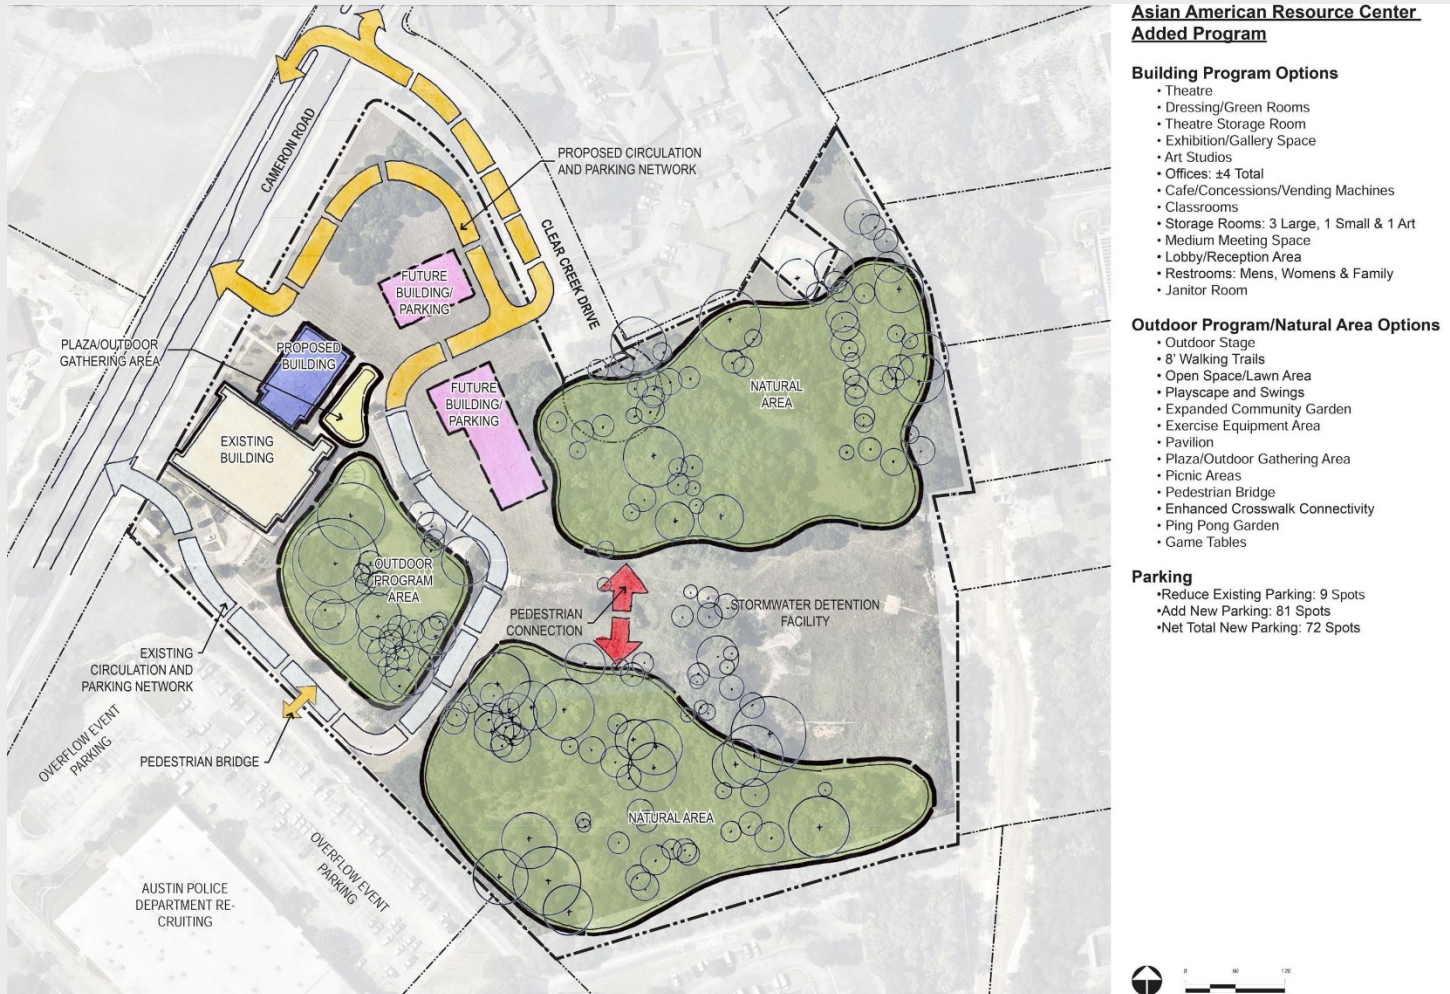 Asian American Resource Center
Added Program
Building Program Options
• Theatre
• Dressing/Green Rooms
• Theatre Storage Room
• Exhibition/Gallery Space
• Art Studios
• Offices: ±4 Total
• Cafe/Concessions/Vending Machines
• Classrooms
• Storage Rooms: 3 Large, 1 Small & 1 Art
• Medium Meeting Space
• Lobby/Reception Area
• Restrooms: Mens, Womens & Family
• Janitor Room
Outdoor Program/Natural Area Options
• Outdoor Stage
• 8' Walking Trails
• Open Space/Lawn Area
• Playscape and Swings
• Expanded Community Garden
• Exercise Equipment Area
• Pavilion
• Plaza/Outdoor Gathering Area
• Picnic Areas
• Pedestrian Bridge
• Enhanced Crosswalk Connectivity
• Ping Pong Garden
• Game Tables
Parking
•Reduce Existing Parking: 9 Spots
•Add New Parking: 81 Spots
•Net Total New Parking: 72 Spots
CAMERON ROAD
PROPOSED CIRCULATION
AND PARKING NETWORK
CLEAR CREEK DRIVE
FUTURE
BUILDING/
PARKING
PLAZA/OUTDOOR
GATHERING AREA
PROPOSED
BUILDING
FUTURE
BUILDING/
PARKING
NATURAL
AREA
EXISTING
BUILDING
OUTDOOR
PROGRAM
AREA
PEDESTRIAN
CONNECTION
STORMWATER DETENTION
FACILITY
EXISTING
CIRCULATION AND
PARKING NETWORK
OVERFLOW EVENT
PARKING
PEDESTRIAN BRIDGE
NATURAL AREA
OVERFLOW EVENT
PARKING
AUSTIN POLICE
DEPARTMENT RE-
CRUITING
0 60 120